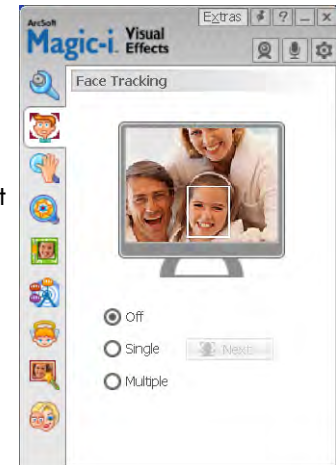 ArcSoft
Magic-i Visual Effects
Extras ? _ x
Face Tracking
t
Off
Single Next
Multiple